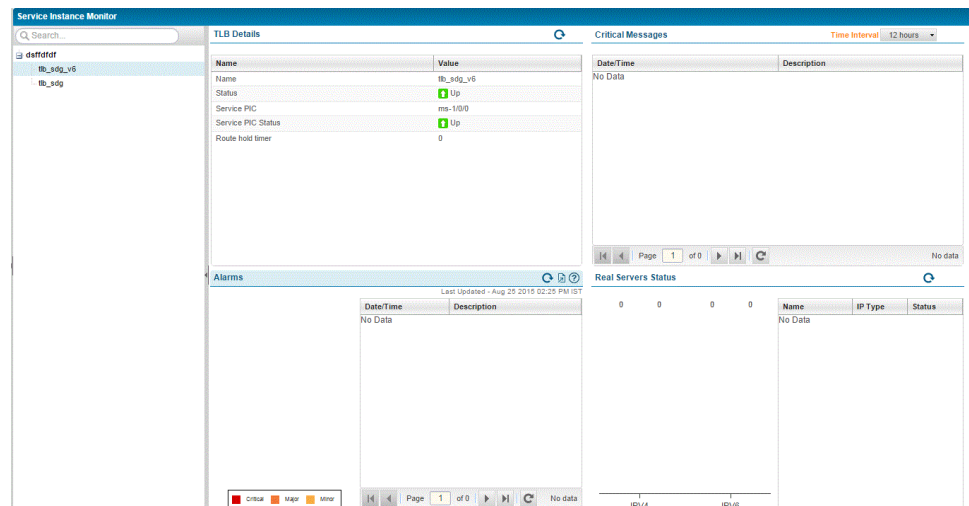 Service Instance Monitor
Search...
dsffdfdf
tlb_sdg_v6
tlb_sdg
TLB Details
Name Value
Name tlb_sdg_v6
Status Up
Service PIC ms-1/0/0
Service PIC Status Up
Route hold timer 0
Critical Messages Time Interval 12 hours
Date/Time Description
No Data
Page 1 of 0 No data
Alarms
Last Updated - Aug 25 2015 02:25 PM IST
Date/Time Description
No Data
Critical Major Minor
Page 1 of 0 No data
Real Servers Status
0 0 0 0
Name IP Type Status
No Data
IPV4 IPV6